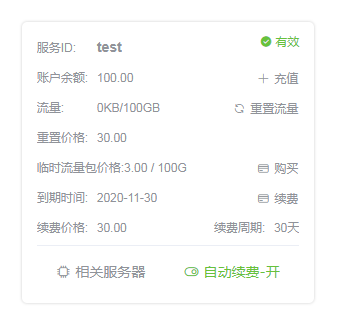 服务ID: test 有效
账户余额: 100.00 充值
流量: 0KB/100GB 重置流量
重置价格: 30.00
临时流量包价格:3.00 / 100G 购买
到期时间: 2020-11-30 续费
续费价格: 30.00 续费周期: 30天
相关服务器 自动续费-开